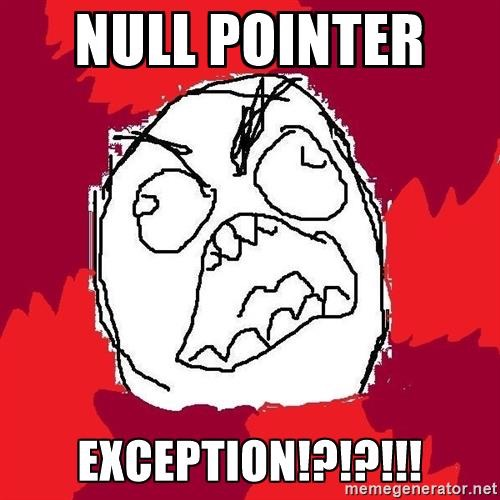 NULL POINTER
EXCEPTION!?!?!!!
memegenerator.net